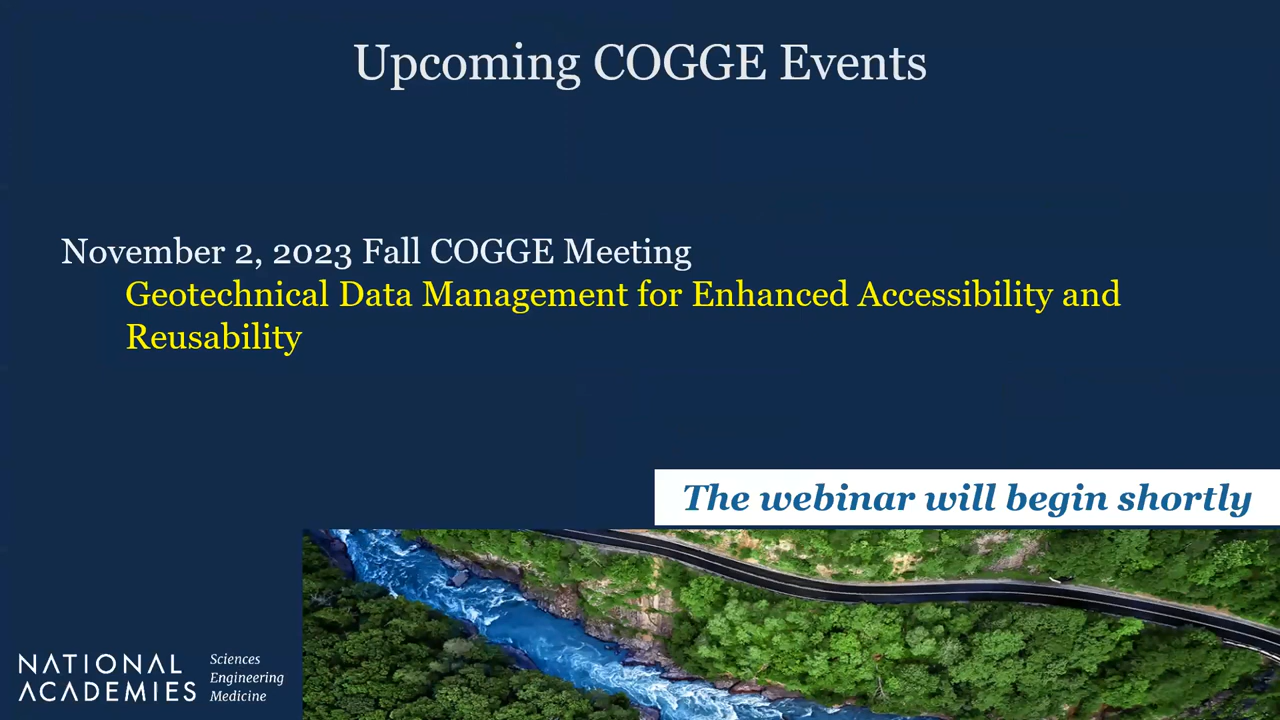 Upcoming COGGE Events
November 2, 2023 Fall COGGE Meeting
Geotechnical Data Management for Enhanced Accessibility and
Reusability
The webinar will begin shortly
NATIONAL
ACADEMIES
Sciences
Engineering
Medicine